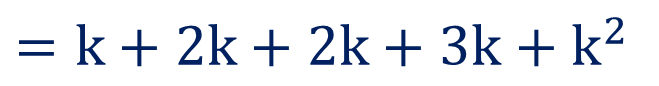 = k + 2k + 2k + 3k + k²